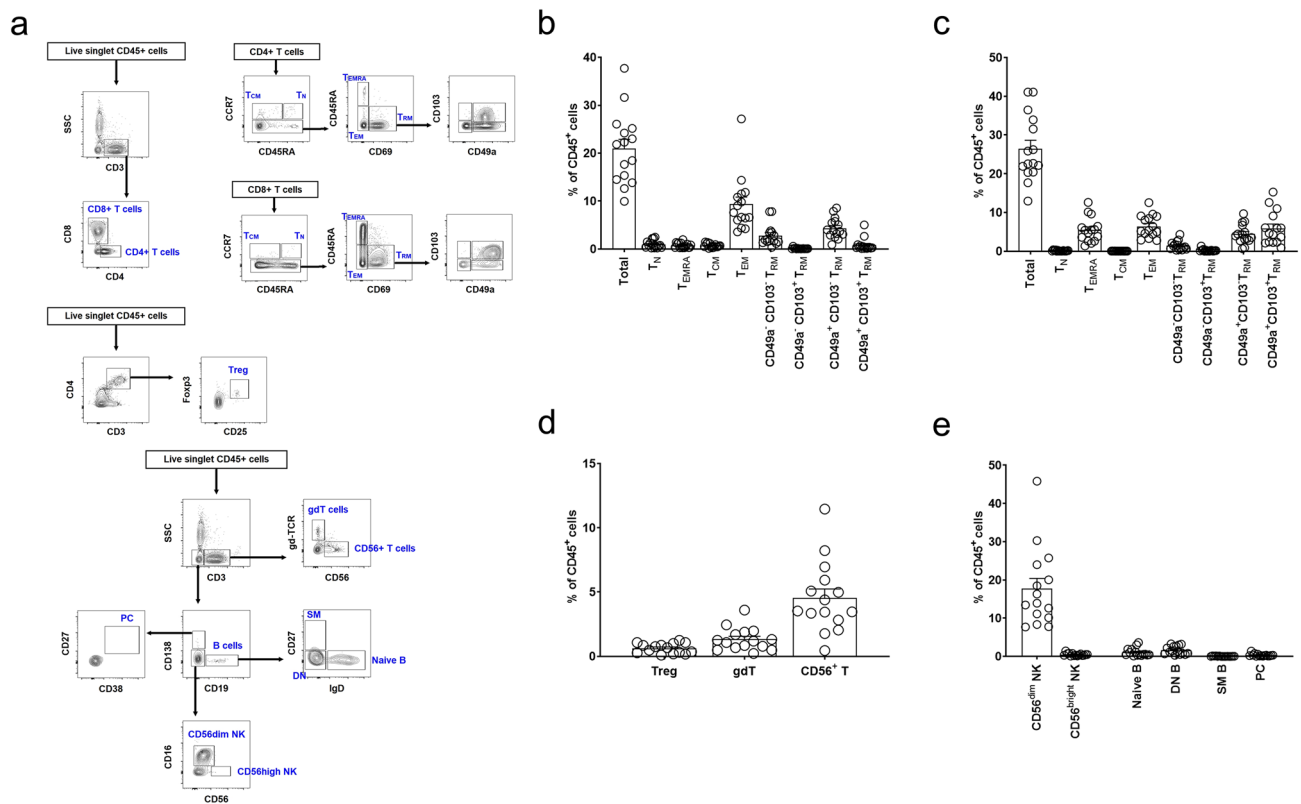 a
Live singlet CD45+ cells
SSC
CD3
CD8+ T cells
CD4+ T cells
CD8
CD4
CD4+ T cells
TCM
TN
CCR7
CD45RA
TEMRA
TRM
TEM
CD45RA
CD69
CD103
CD49a
CD8+ T cells
TCM
TN
CCR7
CD45RA
TEMRA
TRM
TEM
CD45RA
CD69
CD103
CD49a
Live singlet CD45+ cells
CD4
CD3
Treg
Foxp3
CD25
Live singlet CD45+ cells
SSC
CD3
gdT cells
CD56+ T cells
gd-TCR
CD56
PC
CD27
CD38
B cells
CD138
CD19
SM
Naive B
DN
CD27
IgD
CD56dim NK
CD56high NK
CD16
CD56
b
% of CD45+ cells
40
30
20
10
0
Total
TN
TEMRA
TCM
TEM
CD49a- CD103- TRM
CD49a- CD103+ TRM
CD49a+ CD103- TRM
CD49a+ CD103+ TRM
c
% of CD45+ cells
50
40
30
20
10
0
Total
TN
TEMRA
TCM
TEM
CD49a-CD103-TRM
CD49a-CD103+TRM
CD49a+CD103-TRM
CD49a+CD103+TRM
d
% of CD45+ cells
15
10
5
0
Treg
gdT
CD56+ T
e
% of CD45+ cells
50
40
30
20
10
0
CD56dim NK
CD56bright NK
Naive B
DN B
SM B
PC